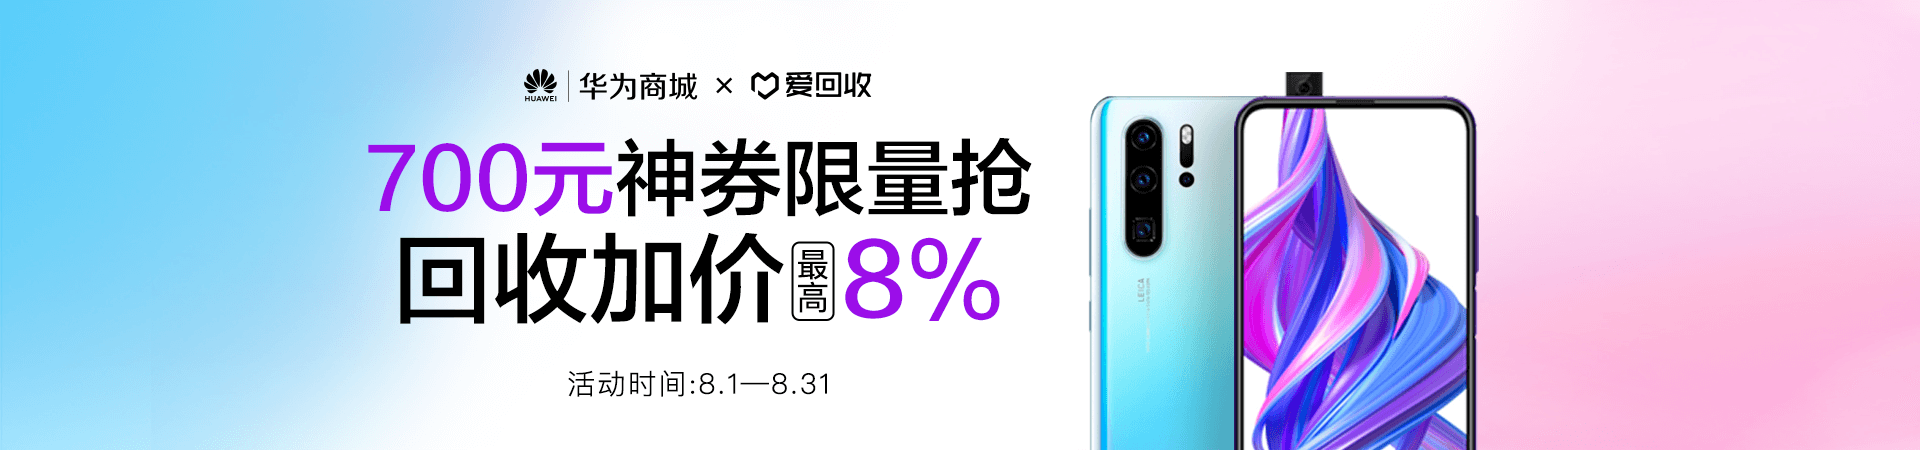 HUAWEI 华为商城 × 爱回收
700元神券限量抢
回收加价最高8%
活动时间:8.1—8.31
LEICA